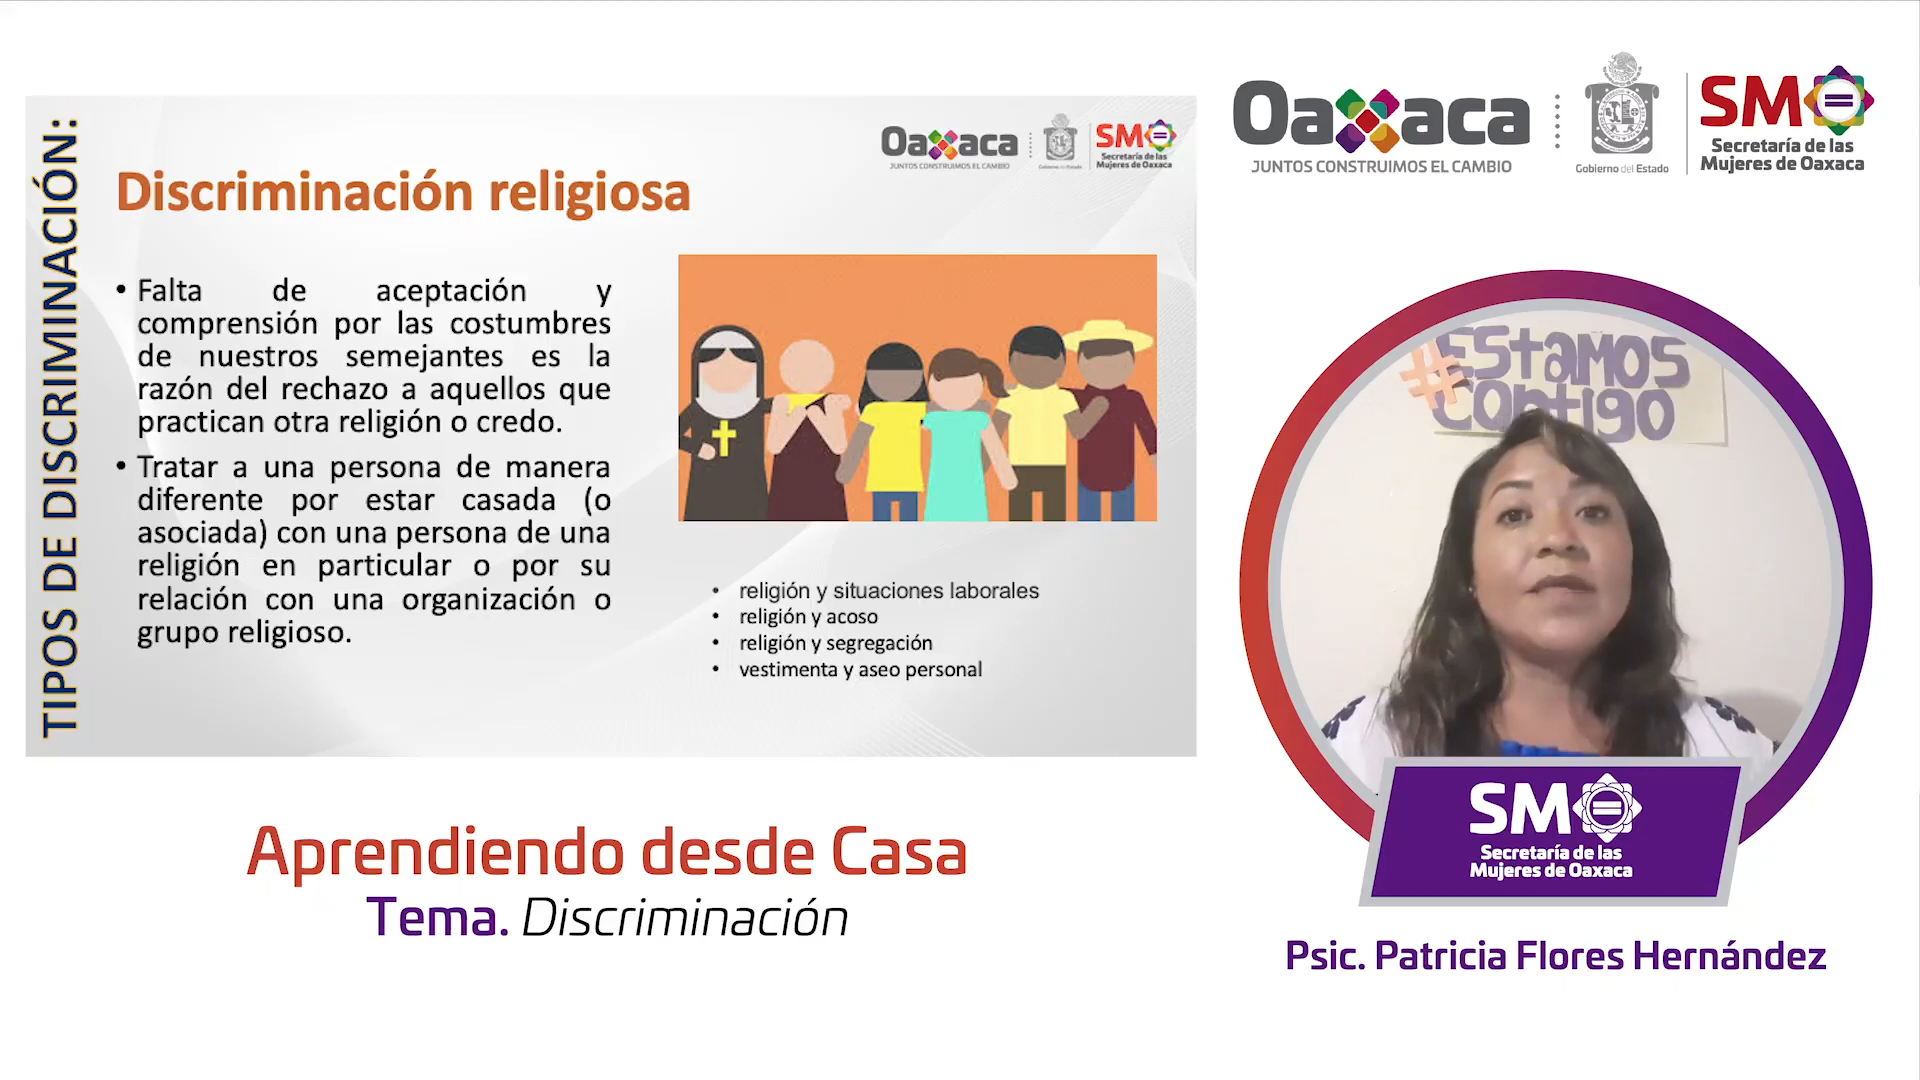 TIPOS DE DISCRIMINACIÓN:
Discriminación religiosa
Oaxaca
JUNTOS CONSTRUIMOS EL CAMBIO
Gobierno del Estado
SM
Secretaría de las
Mujeres de Oaxaca
• Falta de aceptación y
comprensión por las costumbres
de nuestros semejantes es la
razón del rechazo a aquellos que
practican otra religión o credo.
• Tratar a una persona de manera
diferente por estar casada (o
asociada) con una persona de una
religión en particular o por su
relación con una organización o
grupo religioso.
• religión y situaciones laborales
• religión y acoso
• religión y segregación
• vestimenta y aseo personal
Aprendiendo desde Casa
Tema. Discriminación
Oaxaca
JUNTOS CONSTRUIMOS EL CAMBIO
Gobierno del Estado
SM
Secretaría de las
Mujeres de Oaxaca
#EStAMOS
CONtIGO
SM
Secretaría de las
Mujeres de Oaxaca
Psic. Patricia Flores Hernández